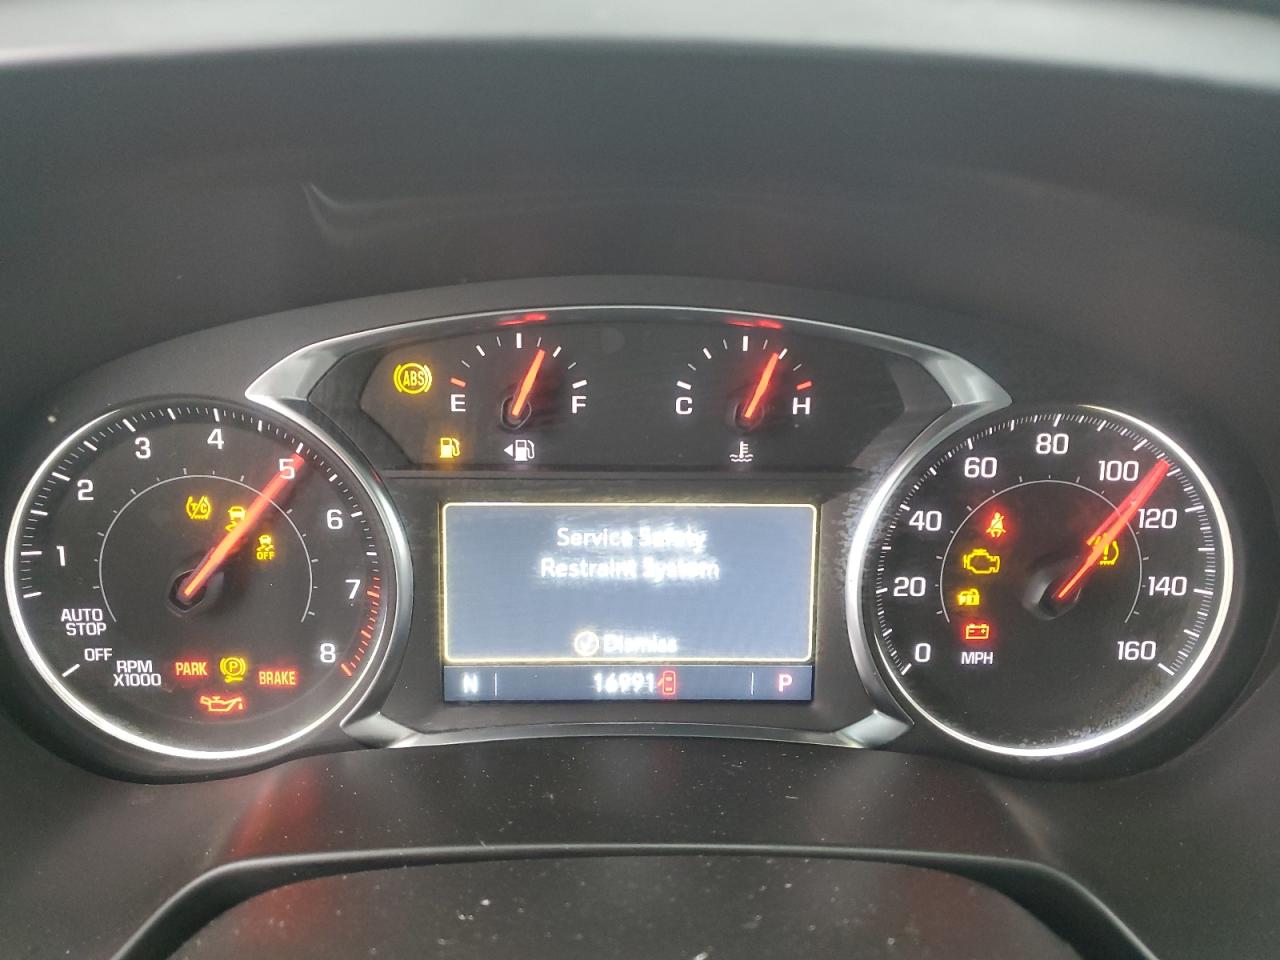 ABS
E
F
C
H
1
2
3
4
5
6
7
8
AUTO
STOP
OFF
RPM
X1000
T/C
OFF
PARK
P
BRAKE
Service Safety
Restraint System
Dismiss
N
16991
P
0
20
40
60
80
100
120
140
160
MPH